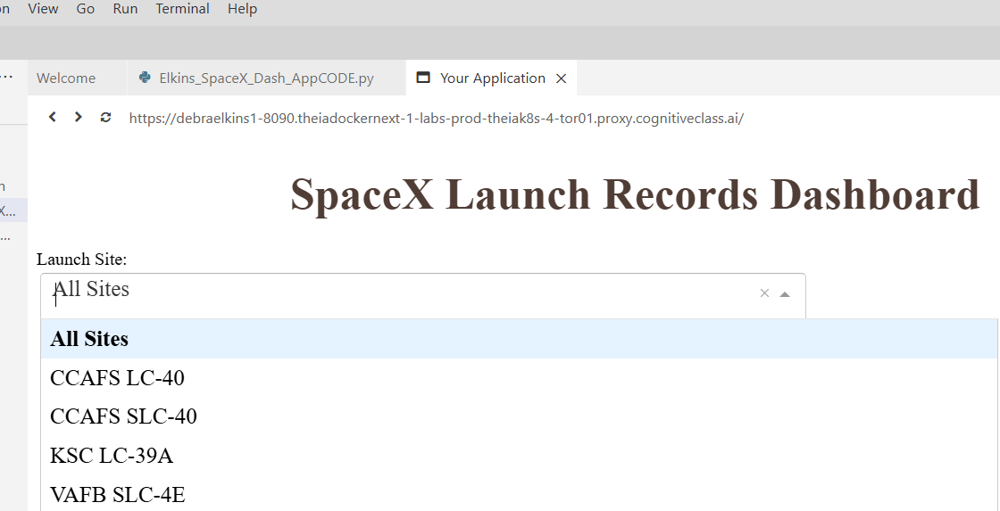 on View Go Run Terminal Help
... Welcome Elkins_SpaceX_Dash_AppCODE.py Your Application
https://debraelkins1-8090.theiadockernext-1-labs-prod-theiak8s-4-tor01.proxy.cognitiveclass.ai/
SpaceX Launch Records Dashboard
n
X...
...
Launch Site:
All Sites
All Sites
CCAFS LC-40
CCAFS SLC-40
KSC LC-39A
VAFB SLC-4E